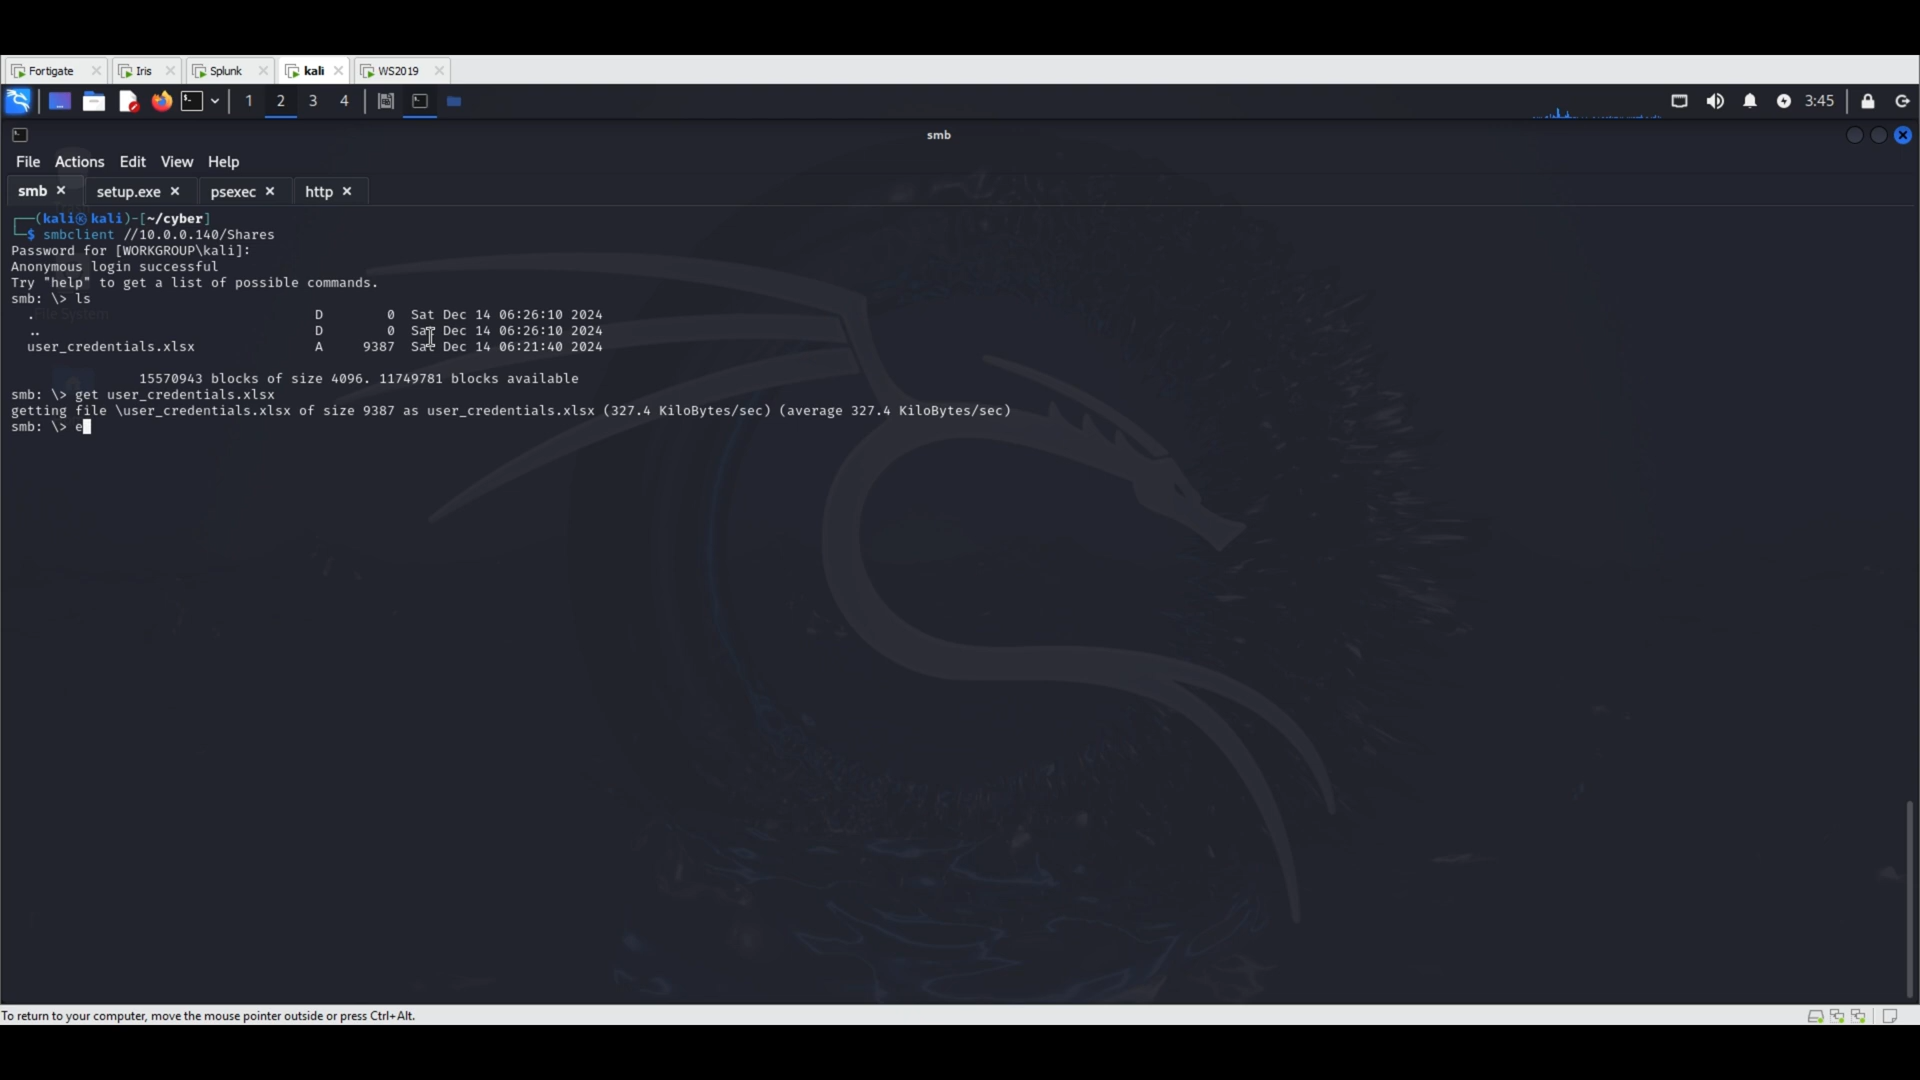 Fortigate Iris Splunk kali WS2019
1 2 3 4 3:45
smb
File Actions Edit View Help
smb setup.exe psexec http
┌──(kali㉿kali)-[~/cyber]
└─$ smbclient //10.0.0.140/Shares
Password for [WORKGROUP\kali]:
Anonymous login successful
Try "help" to get a list of possible commands.
smb: \> ls
. D 0 Sat Dec 14 06:26:10 2024
File System
.. D 0 Sat Dec 14 06:26:10 2024
user_credentials.xlsx A 9387 Sat Dec 14 06:21:40 2024
15570943 blocks of size 4096. 11749781 blocks available
smb: \> get user_credentials.xlsx
getting file \user_credentials.xlsx of size 9387 as user_credentials.xlsx (327.4 KiloBytes/sec) (average 327.4 KiloBytes/sec)
smb: \> e
To return to your computer, move the mouse pointer outside or press Ctrl+Alt.